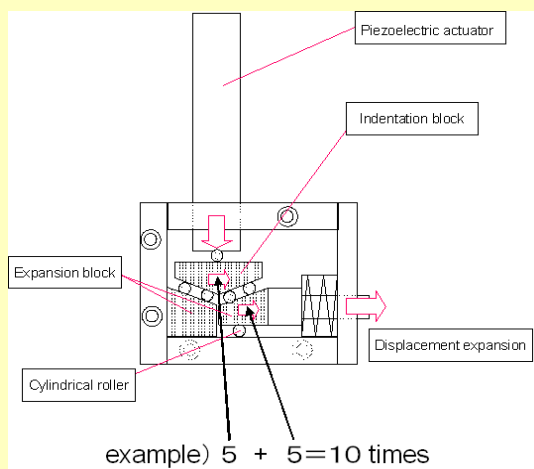 Piezoelectric actuator
Indentation block
Expansion block
Displacement expansion
Cylindrical roller
example) 5 + 5=10 times